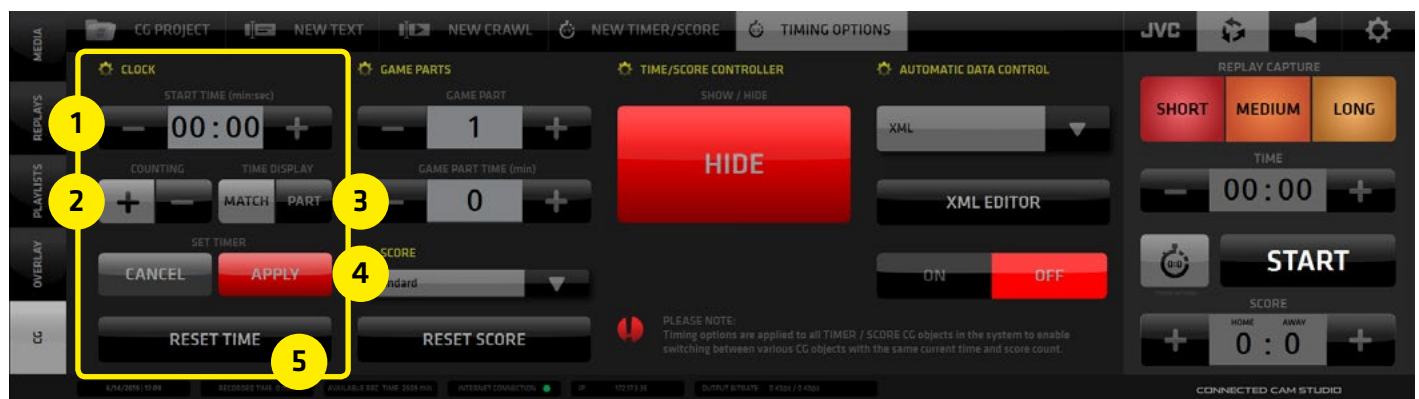 MEDIA
REPLAYS
PLAYLISTS
OVERLAY
CG
CG PROJECT
NEW TEXT
NEW CRAWL
NEW TIMER/SCORE
TIMING OPTIONS
JVC
CLOCK
START TIME (min:sec)
1
00:00
COUNTING
TIME DISPLAY
2
MATCH PART
3
SET TIMER
CANCEL
APPLY
4
RESET TIME
5
GAME PARTS
GAME PART
1
GAME PART TIME (min)
0
SCORE
ndard
RESET SCORE
TIME/SCORE CONTROLLER
SHOW / HIDE
HIDE
AUTOMATIC DATA CONTROL
XML
XML EDITOR
ON OFF
PLEASE NOTE:
Timing options are applied to all TIMER / SCORE CG objects in the system to enable
switching between various CG objects with the same current time and score count.
REPLAY CAPTURE
SHORT MEDIUM LONG
TIME
00:00
START
SCORE
HOME AWAY
0 : 0
INTERNET CONNECTION
IP
OUTPUT BITRATE
CONNECTED CAM STUDIO